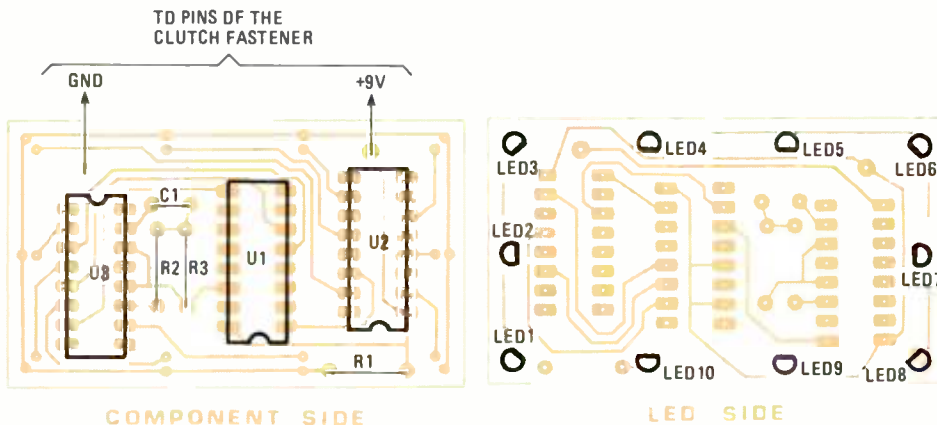 TD PINS DF THE
CLUTCH FASTENER
GND
+9V
C1
U3
R2
R3
U1
U2
R1
COMPONENT SIDE
LED3
LED4
LED5
LED6
LED2
LED7
LED1
LED10
LED9
LED8
LED SIDE